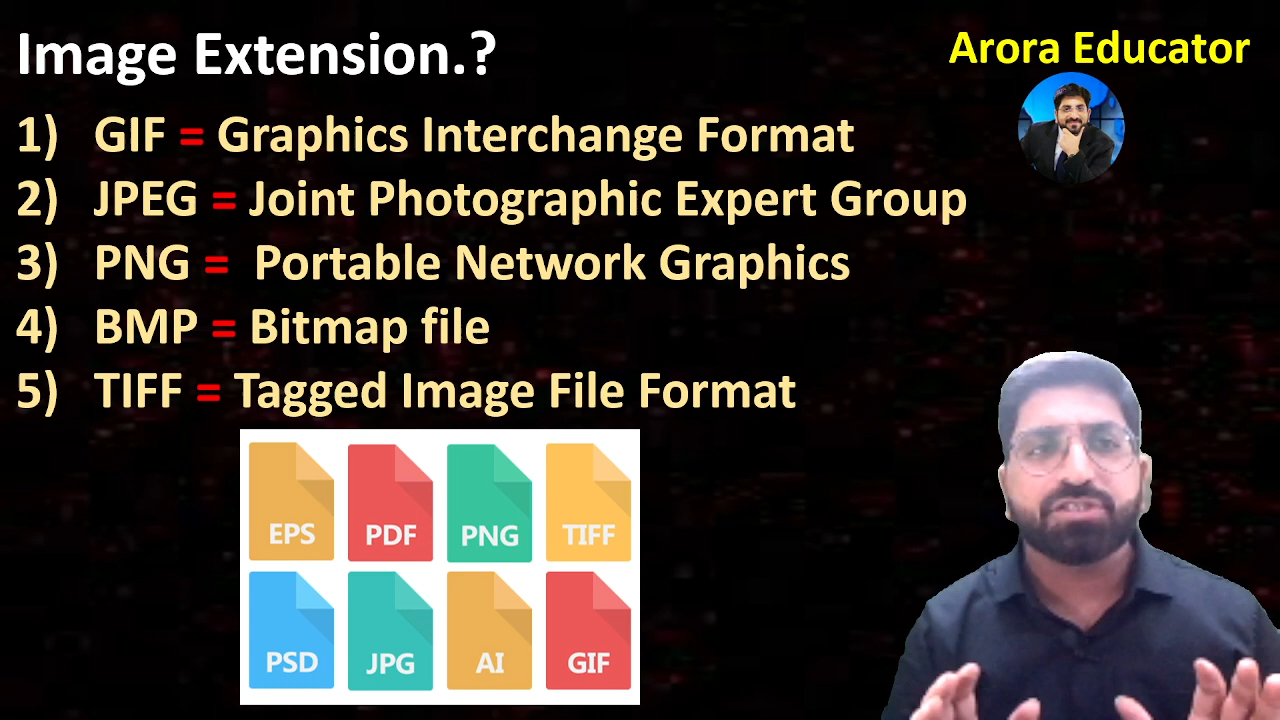 Image Extension.?
Arora Educator
1) GIF = Graphics Interchange Format
2) JPEG = Joint Photographic Expert Group
3) PNG = Portable Network Graphics
4) BMP = Bitmap file
5) TIFF = Tagged Image File Format
EPS PDF PNG TIFF
PSD JPG AI GIF